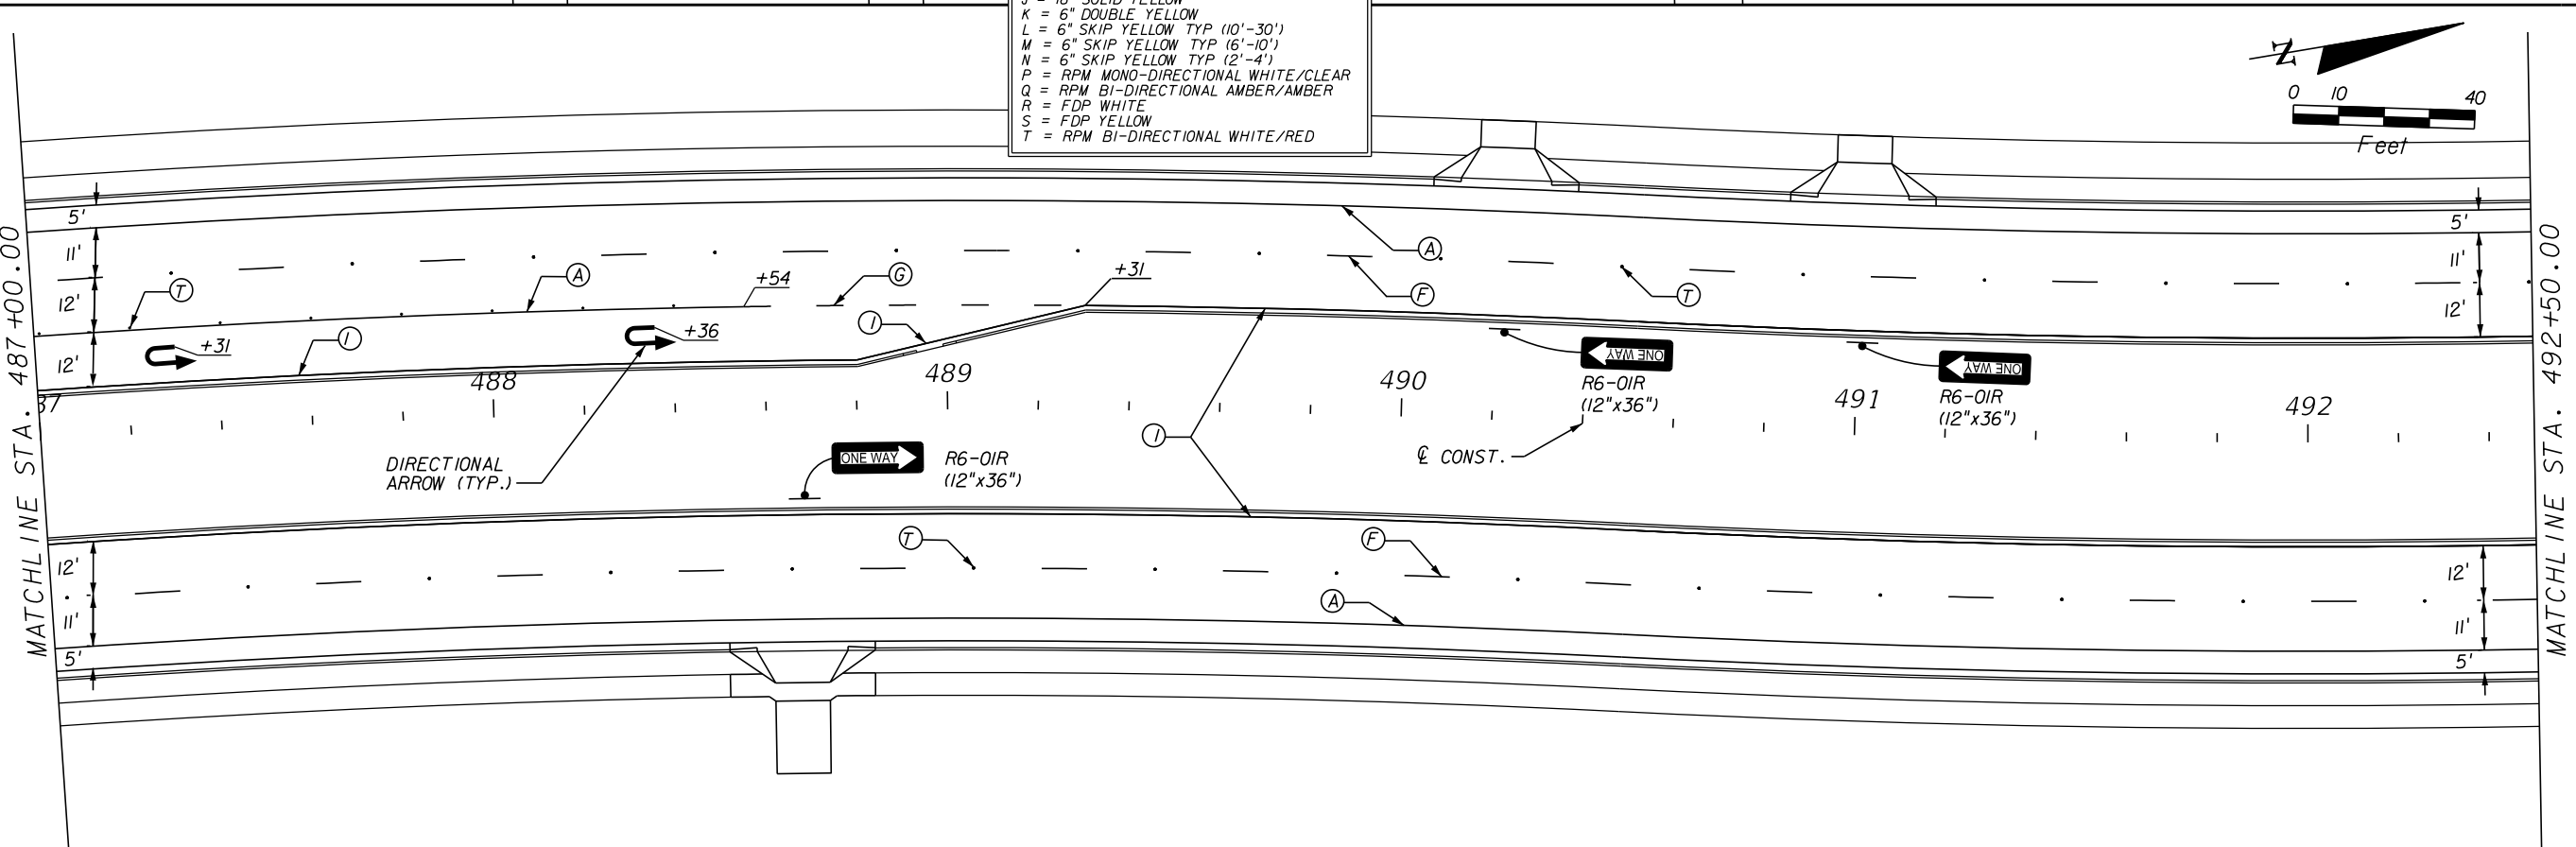 K = 6" DOUBLE YELLOW
L = 6" SKIP YELLOW TYP (10'-30')
M = 6" SKIP YELLOW TYP (6'-10')
N = 6" SKIP YELLOW TYP (2'-4')
P = RPM MONO-DIRECTIONAL WHITE/CLEAR
Q = RPM BI-DIRECTIONAL AMBER/AMBER
R = FDP WHITE
S = FDP YELLOW
T = RPM BI-DIRECTIONAL WHITE/RED
N
0 10 40
Feet
MATCHLINE STA. 487+00.00
5'
11'
12'
12'
T
+31
I
A
+54
G
+31
I
+36
A
F
T
5'
11'
12'
MATCHLINE STA. 492+50.00
488
489
490
491
492
ONE WAY
R6-01R
(12"x36")
ONE WAY
R6-01R
(12"x36")
I
℄ CONST.
DIRECTIONAL
ARROW (TYP.)
ONE WAY
R6-01R
(12"x36")
T
F
A
12'
11'
5'
12'
11'
5'